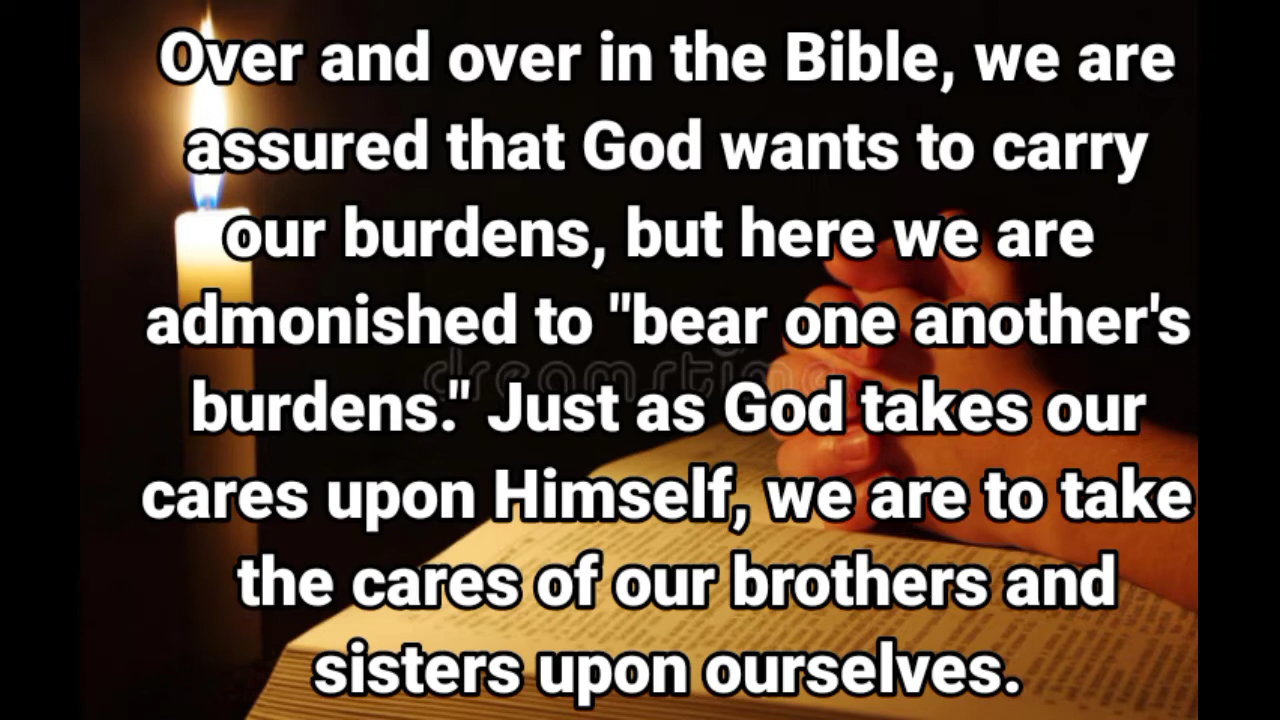 Over and over in the Bible, we are
assured that God wants to carry
our burdens, but here we are
admonished to "bear one another's
burdens." Just as God takes our
cares upon Himself, we are to take
the cares of our brothers and
sisters upon ourselves.
dreamstime